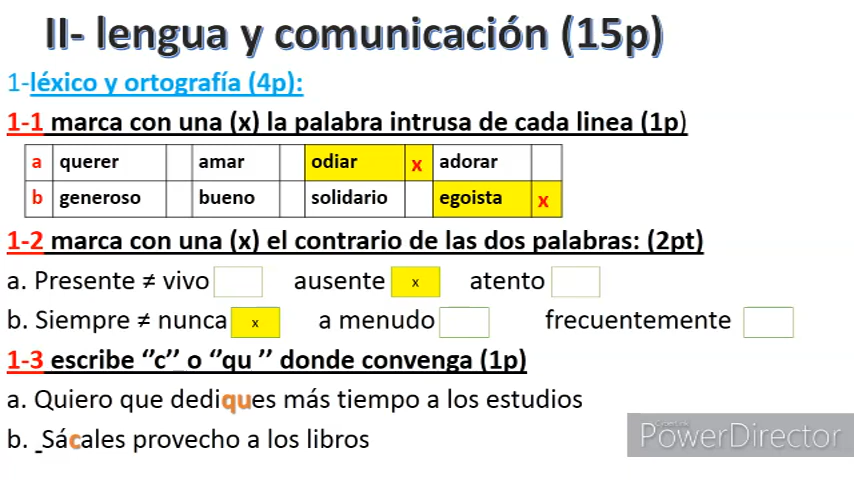 II- lengua y comunicación (15p)
1-léxico y ortografía (4p):
1-1 marca con una (x) la palabra intrusa de cada linea (1p)
a querer amar odiar x adorar
b generoso bueno solidario egoista x
1-2 marca con una (x) el contrario de las dos palabras: (2pt)
a. Presente ≠ vivo ausente x atento
b. Siempre ≠ nunca x a menudo frecuentemente
1-3 escribe ‘’c’’ o ‘’qu ’’ donde convenga (1p)
a. Quiero que dediques más tiempo a los estudios
b. _Sácales provecho a los libros
CyberLink
PowerDirector